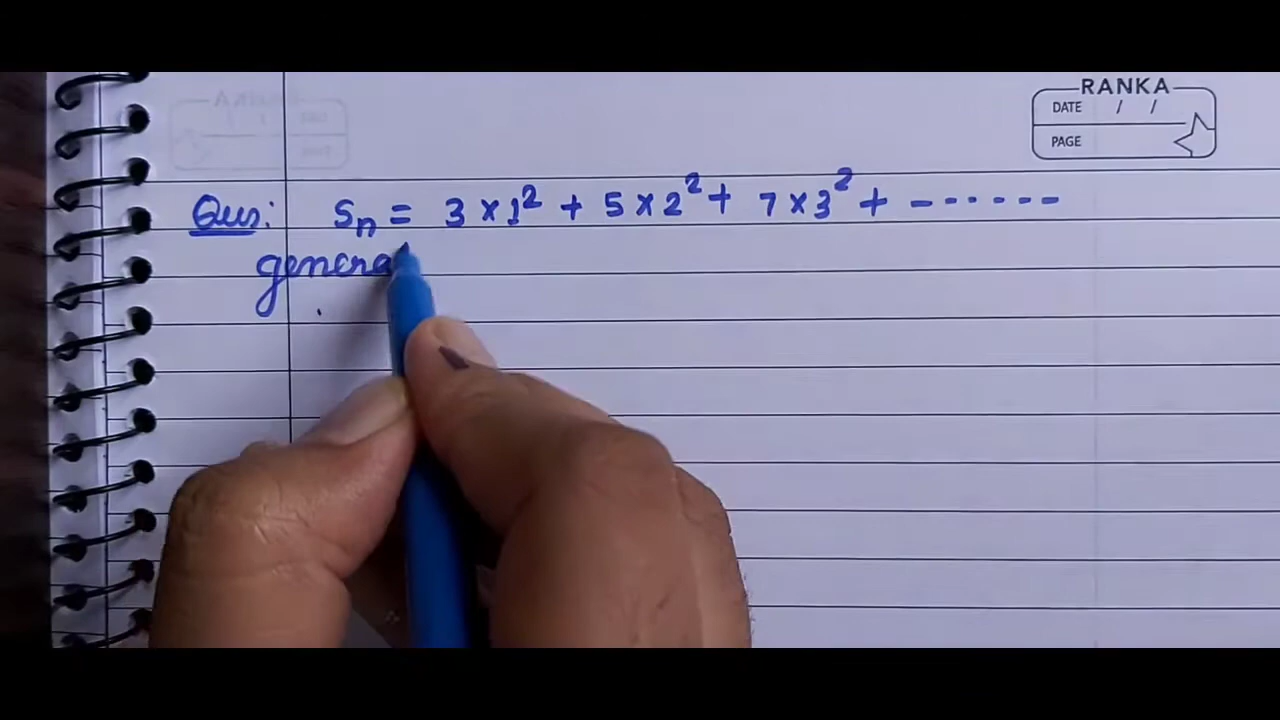 RANKA
DATE / /
PAGE
Qus: Sn = 3 × 1² + 5 × 2² + 7 × 3² + - ······ -
genera